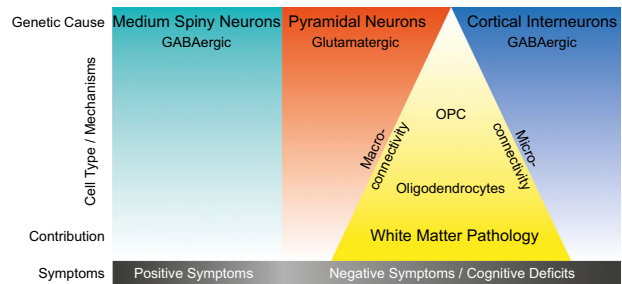 Genetic Cause
Medium Spiny Neurons
GABAergic
Pyramidal Neurons
Glutamatergic
Cortical Interneurons
GABAergic
Cell Type / Mechanisms
OPC
Macro-
connectivity
Micro-
connectivity
Oligodendrocytes
Contribution
White Matter Pathology
Symptoms
Positive Symptoms
Negative Symptoms / Cognitive Deficits